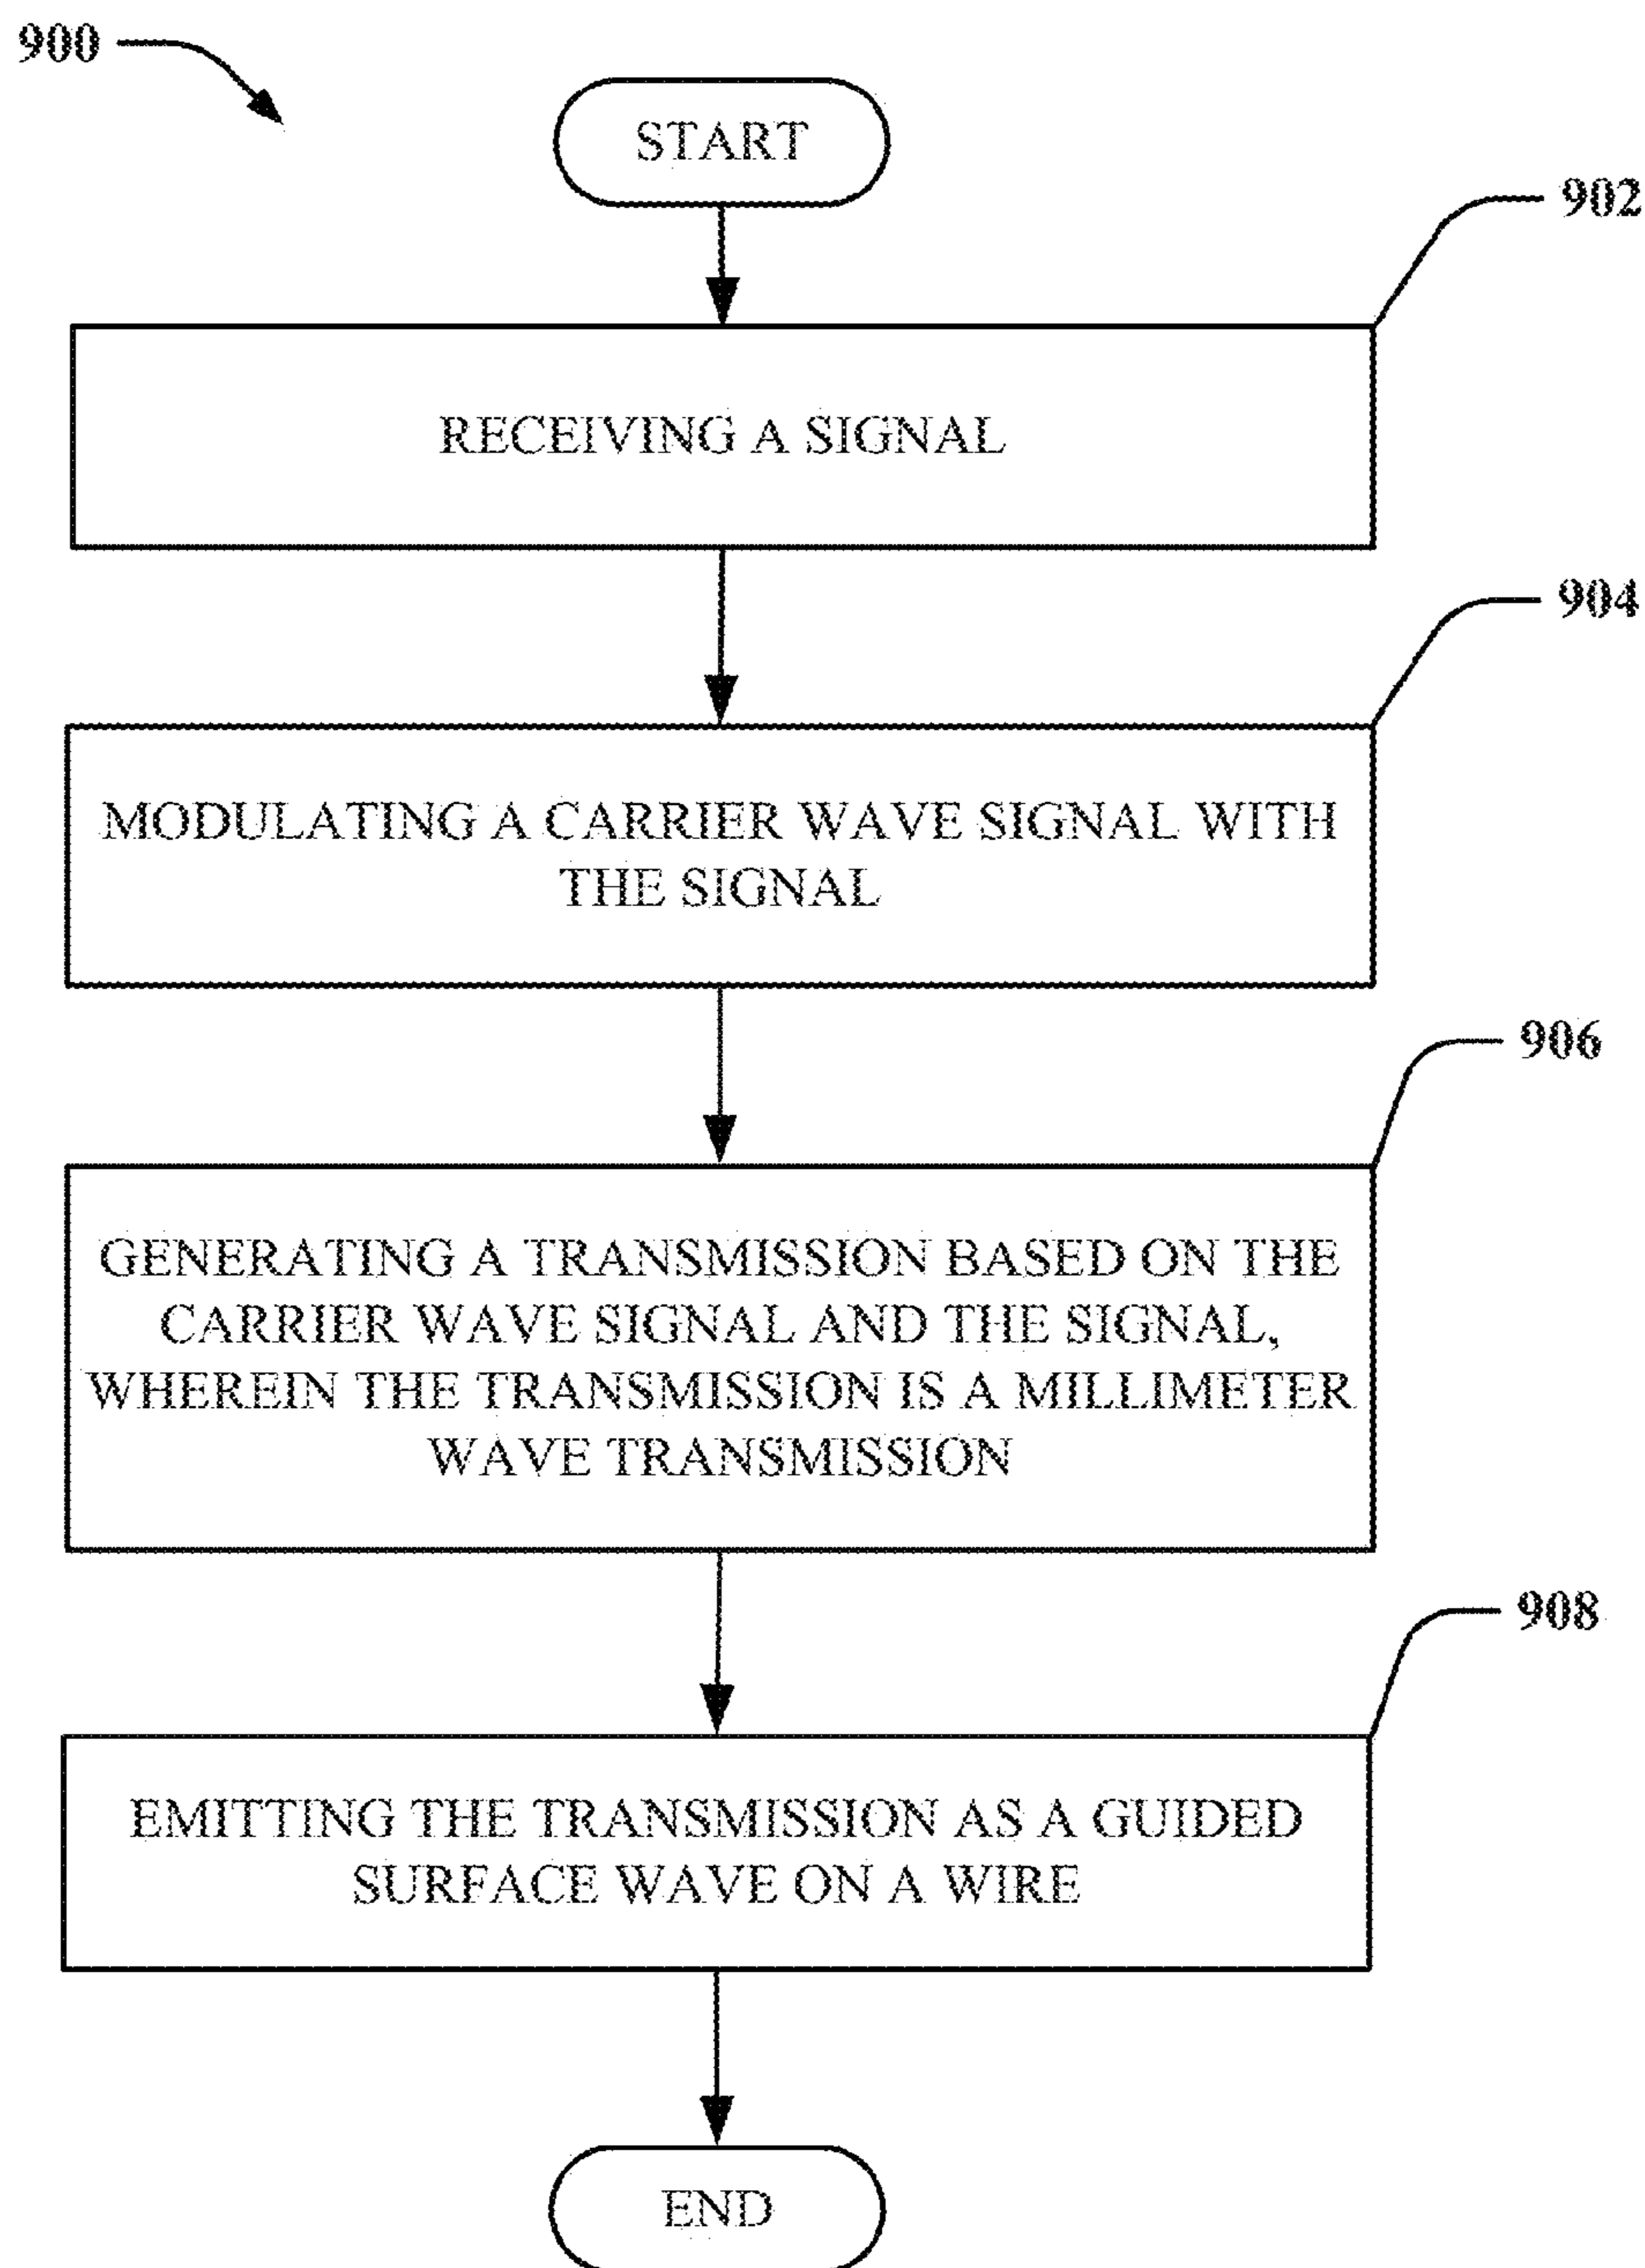 900
START
902
RECEIVING A SIGNAL
904
MODULATING A CARRIER WAVE SIGNAL WITH
THE SIGNAL
906
GENERATING A TRANSMISSION BASED ON THE
CARRIER WAVE SIGNAL AND THE SIGNAL,
WHEREIN THE TRANSMISSION IS A MILLIMETER
WAVE TRANSMISSION
908
EMITTING THE TRANSMISSION AS A GUIDED
SURFACE WAVE ON A WIRE
END